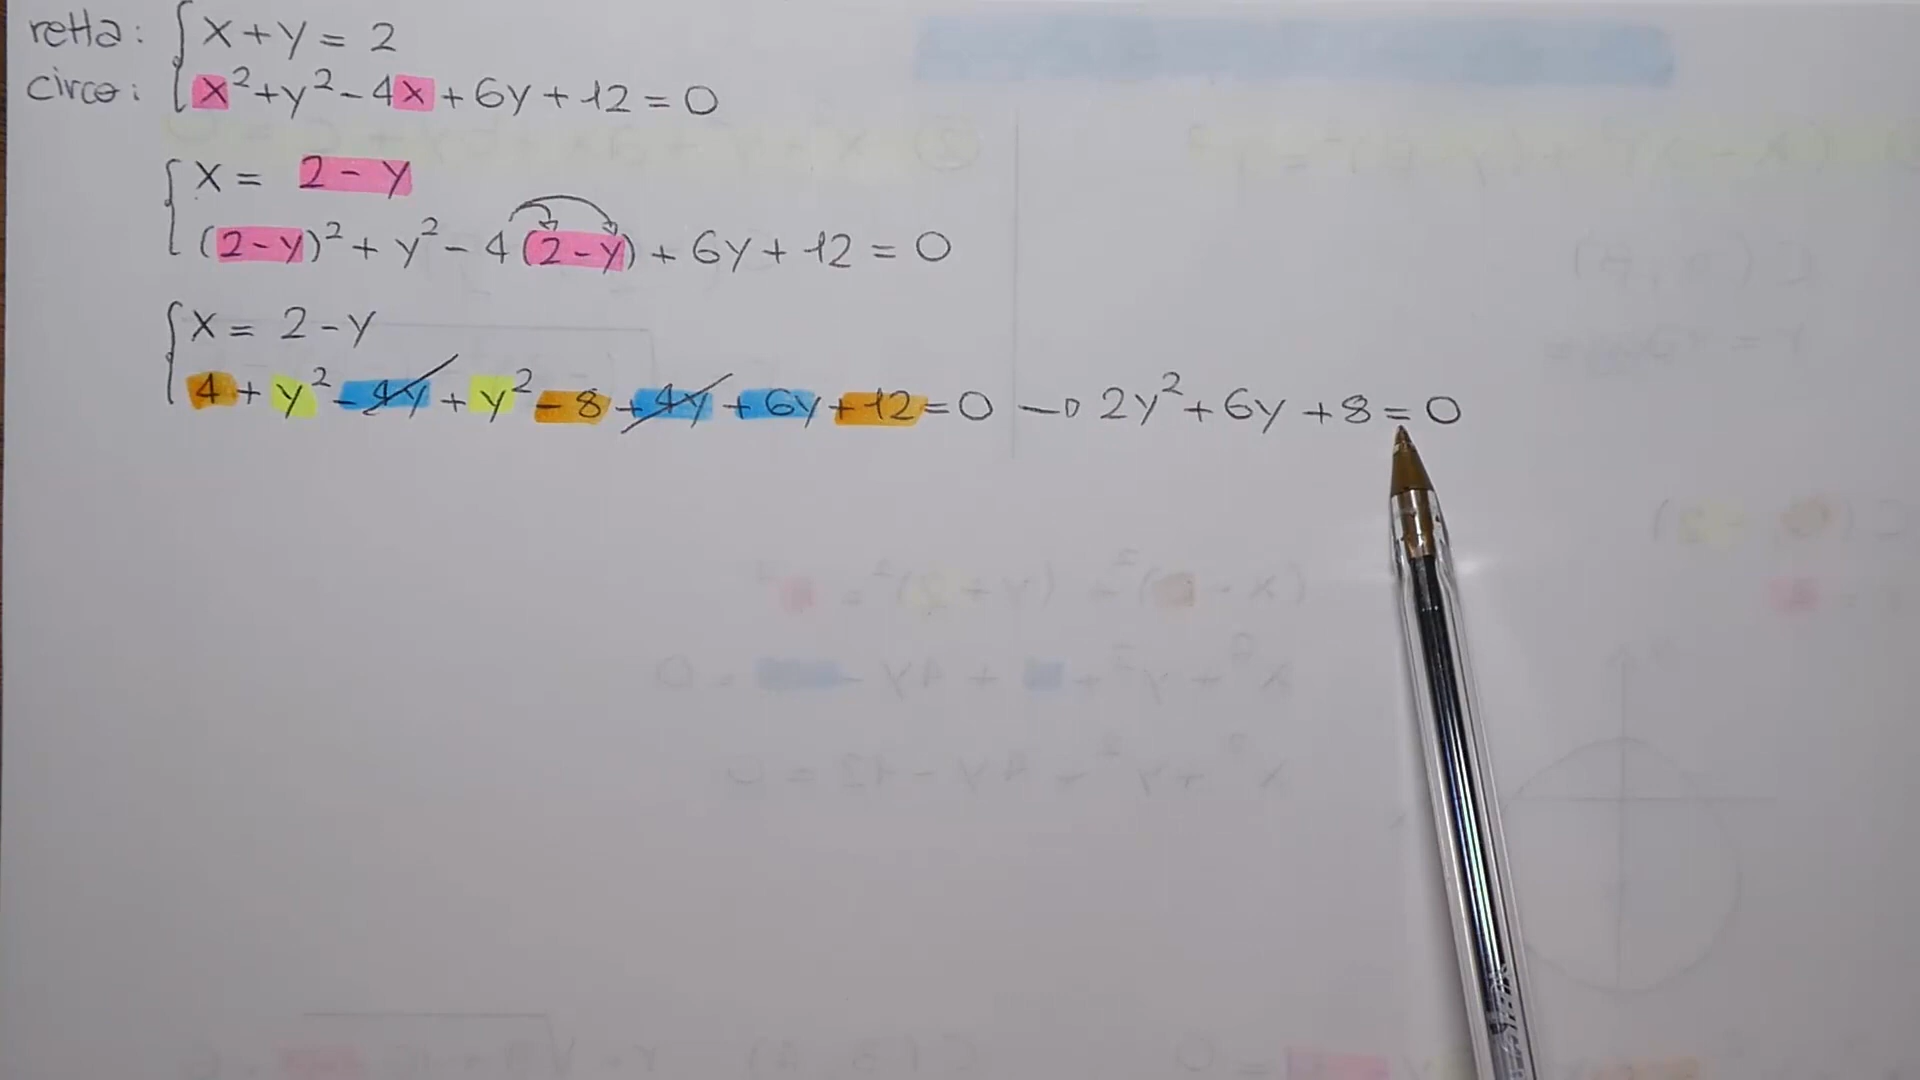 retta: x + y = 2
circo: x² + y² - 4x + 6y + 12 = 0
x = 2 - y
(2 - y)² + y² - 4(2 - y) + 6y + 12 = 0
x = 2 - y
4 + y² - 4y + y² - 8 + 4y + 6y + 12 = 0 → 2y² + 6y + 8 = 0